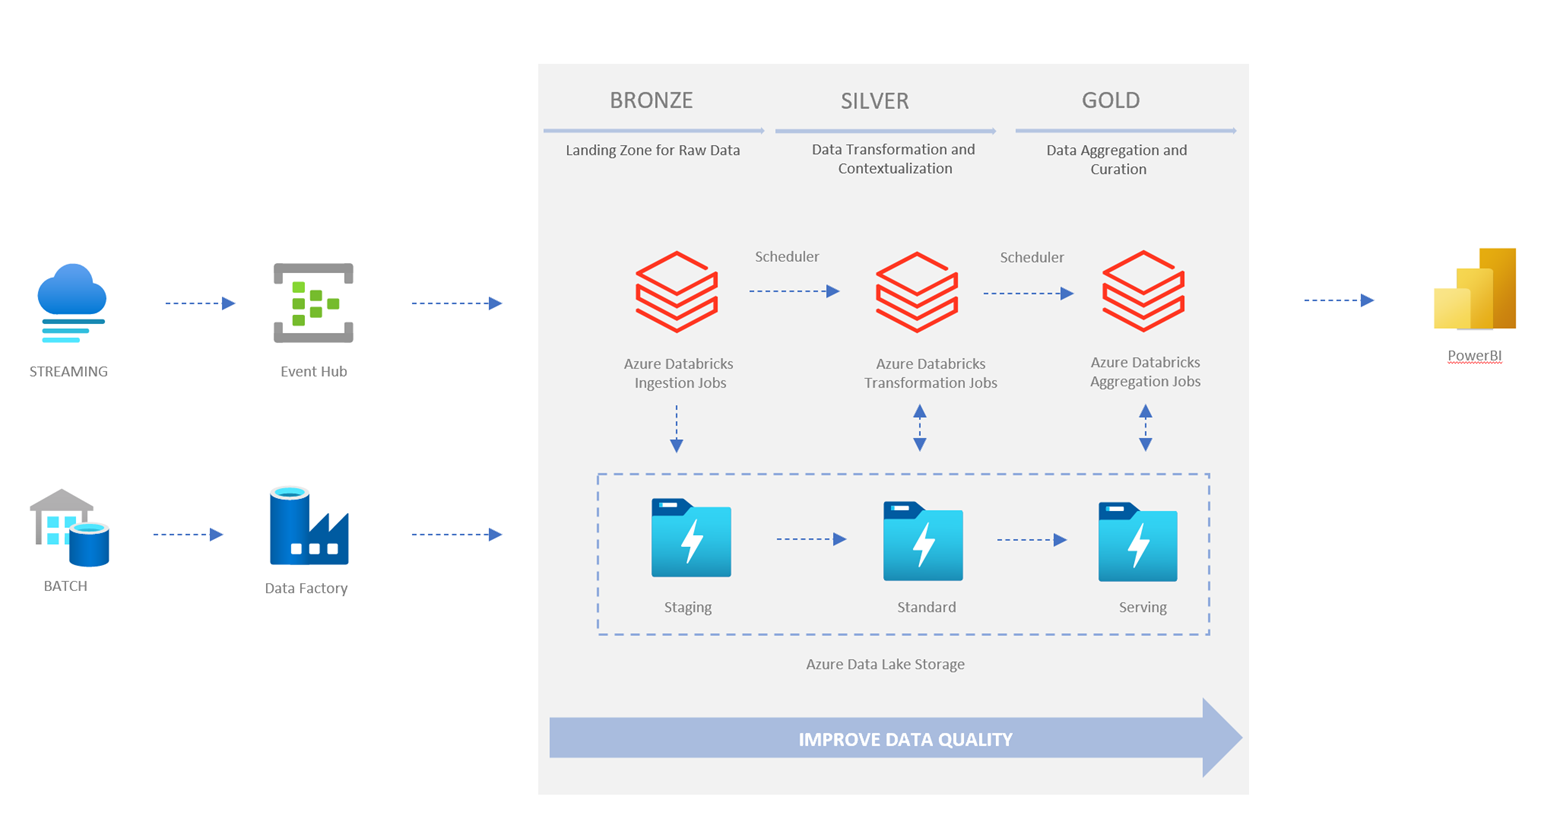 BRONZE
SILVER
GOLD
Landing Zone for Raw Data
Data Transformation and
Contextualization
Data Aggregation and
Curation
Scheduler
Scheduler
STREAMING
Event Hub
Azure Databricks
Ingestion Jobs
Azure Databricks
Transformation Jobs
Azure Databricks
Aggregation Jobs
PowerBI
BATCH
Data Factory
Staging
Standard
Serving
Azure Data Lake Storage
IMPROVE DATA QUALITY